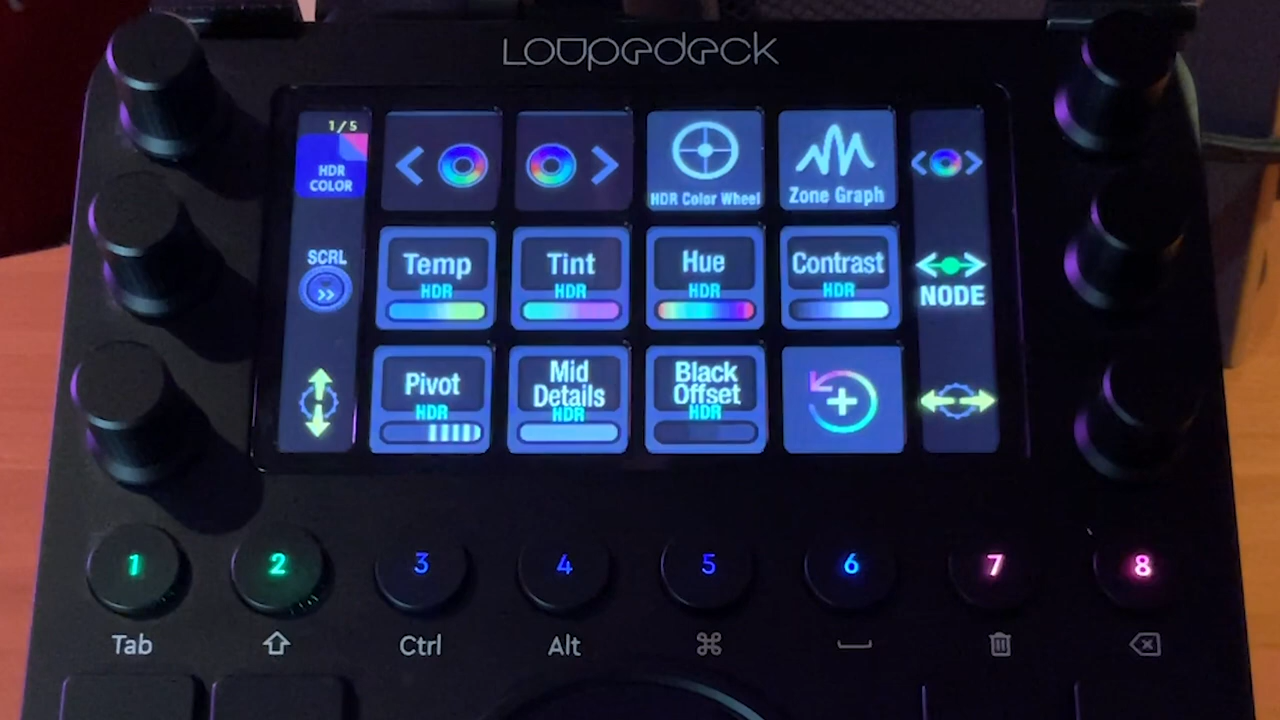 Loupedeck
1/5
HDR
COLOR
HDR Color Wheel
Zone Graph
SCRL
Temp
HDR
Tint
HDR
Hue
HDR
Contrast
HDR
NODE
Pivot
HDR
Mid
Details
HDR
Black
Offset
HDR
1
2
3
4
5
6
7
8
Tab
Ctrl
Alt